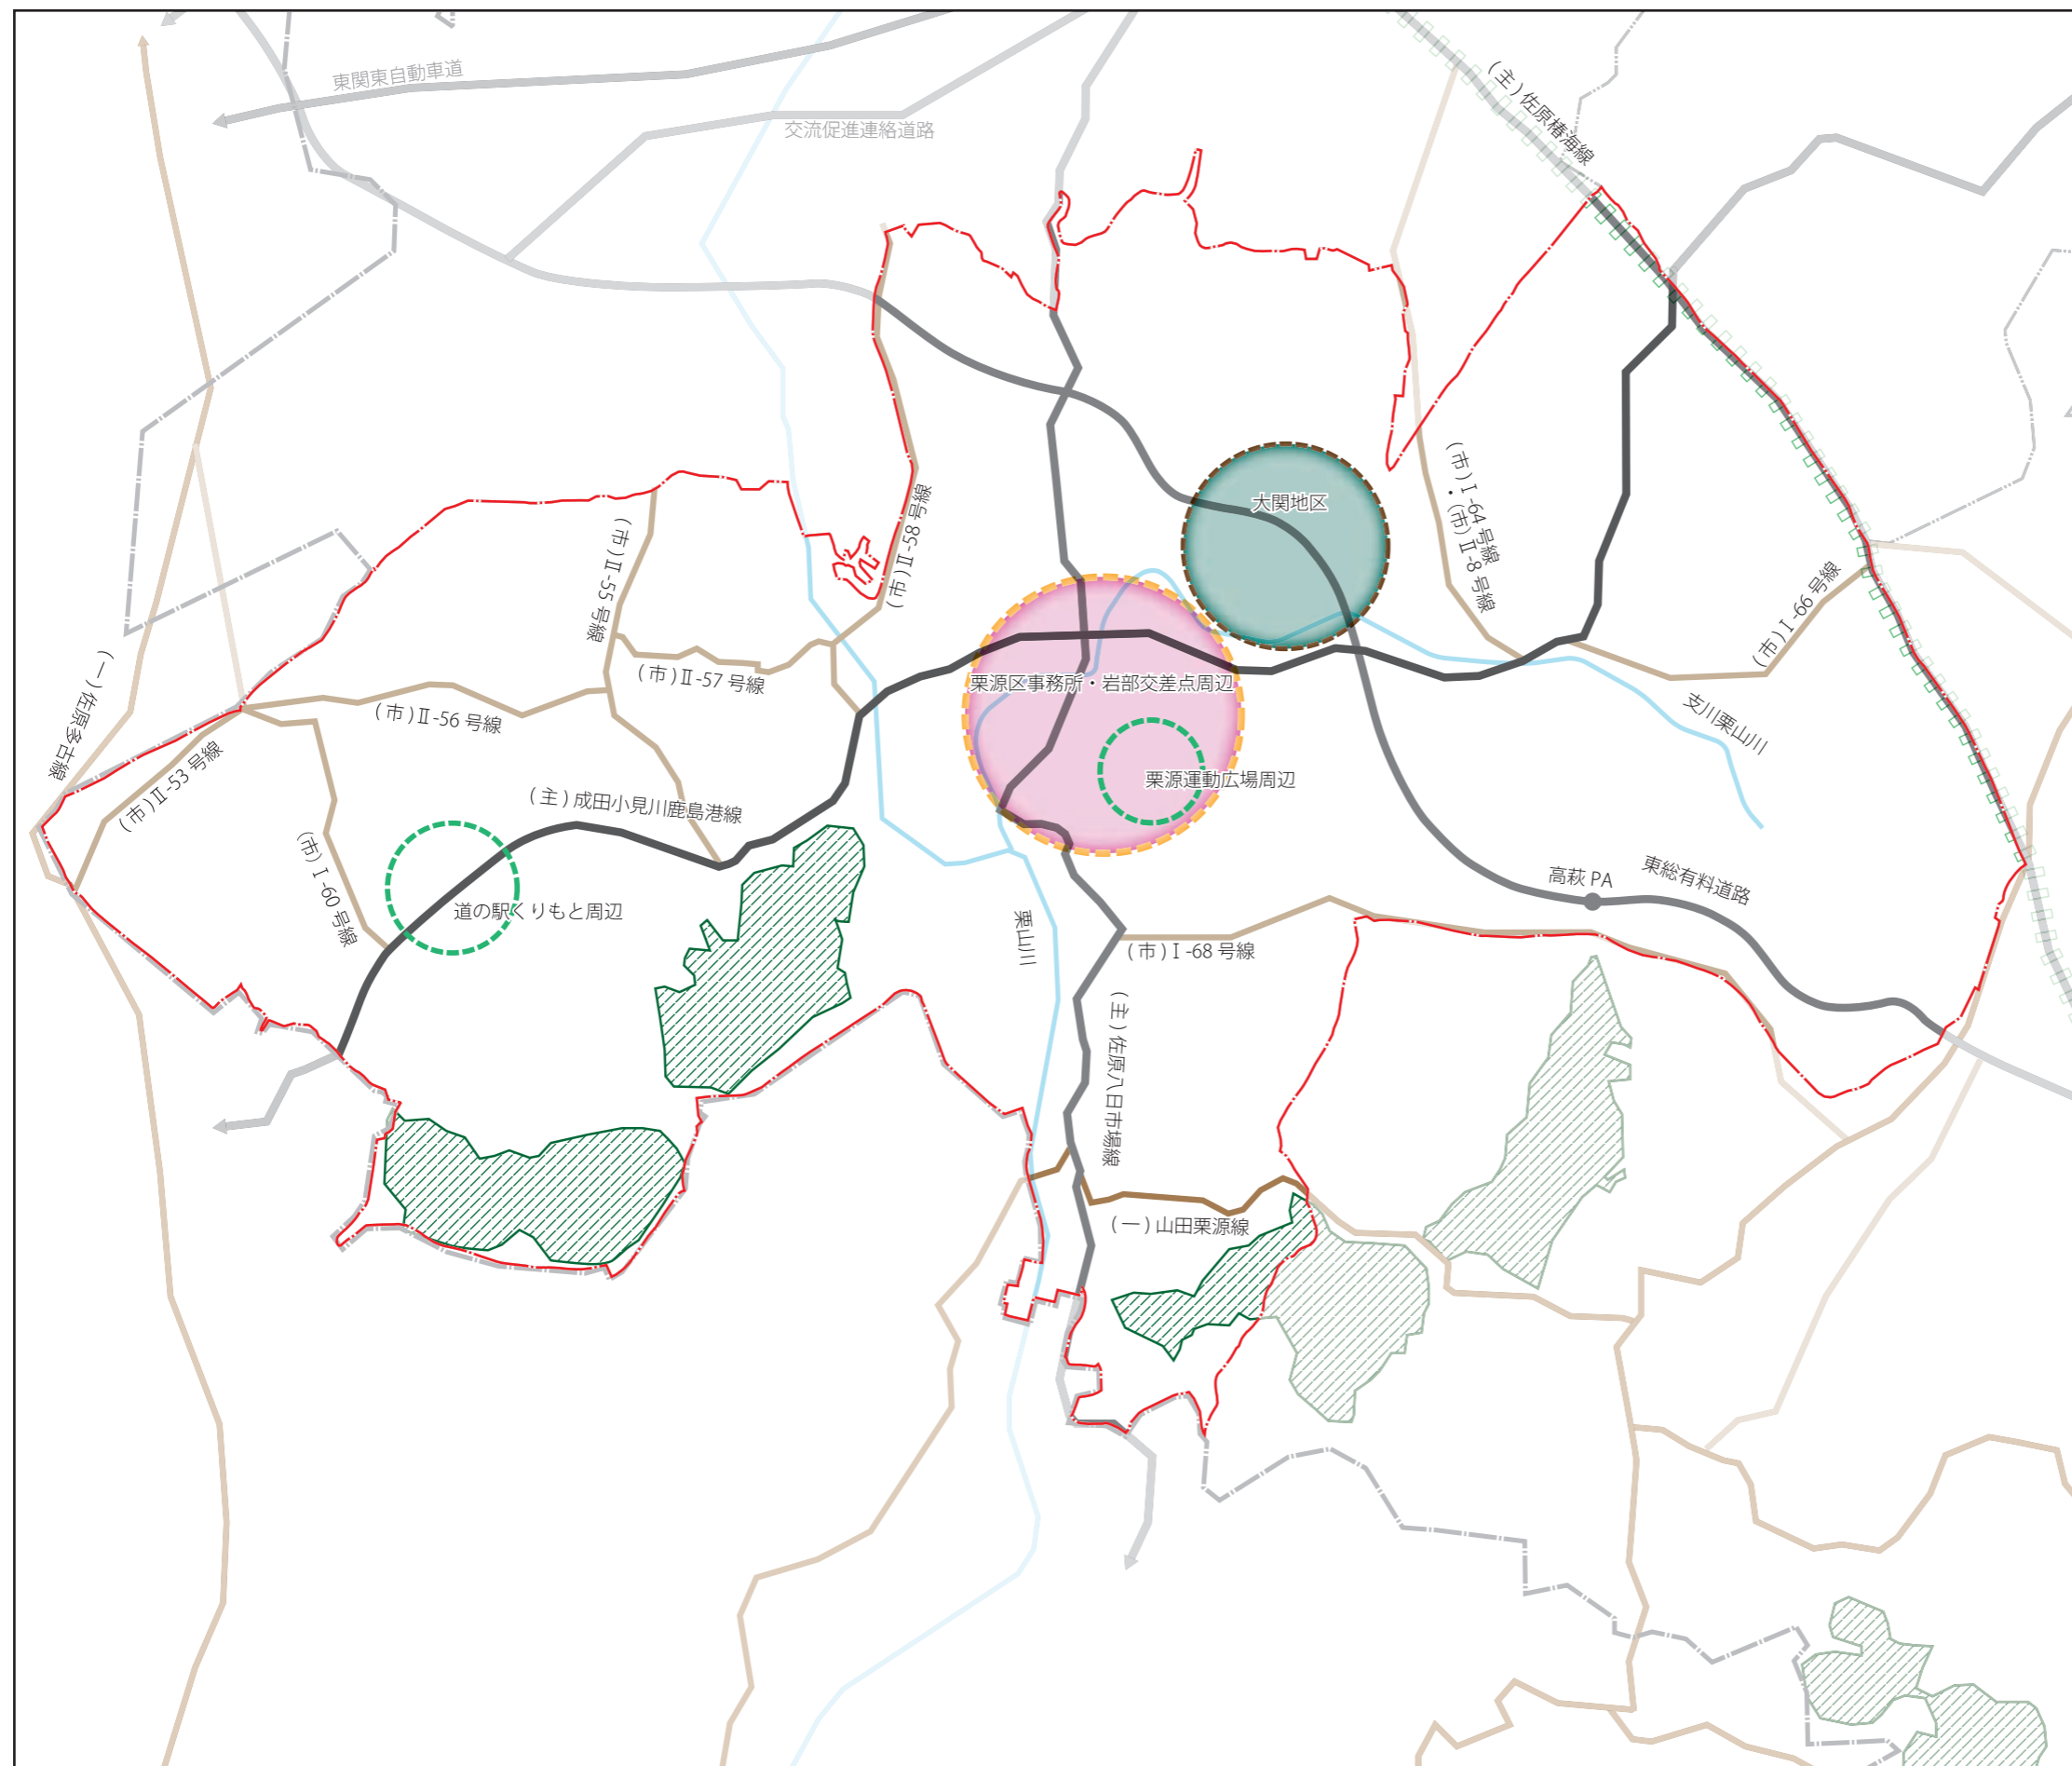 東関東自動車道
交流促進連絡道路
(主)佐原椿海線
大関地区
(市)Ⅰ-64号線
・(市)Ⅱ-8号線
(市)Ⅱ-58号線
(市)Ⅱ-55号線
(市)Ⅰ-66号線
(市)Ⅱ-57号線
栗源区事務所・岩部交差点周辺
(一)佐原多古線
(市)Ⅱ-56号線
支川栗山川
(市)Ⅱ-53号線
栗源運動広場周辺
(主)成田小見川鹿島港線
(市)Ⅰ-60号線
高萩PA
東総有料道路
道の駅くりもと周辺
栗山川
(市)Ⅰ-68号線
(主)佐原八日市場線
(一)山田栗源線